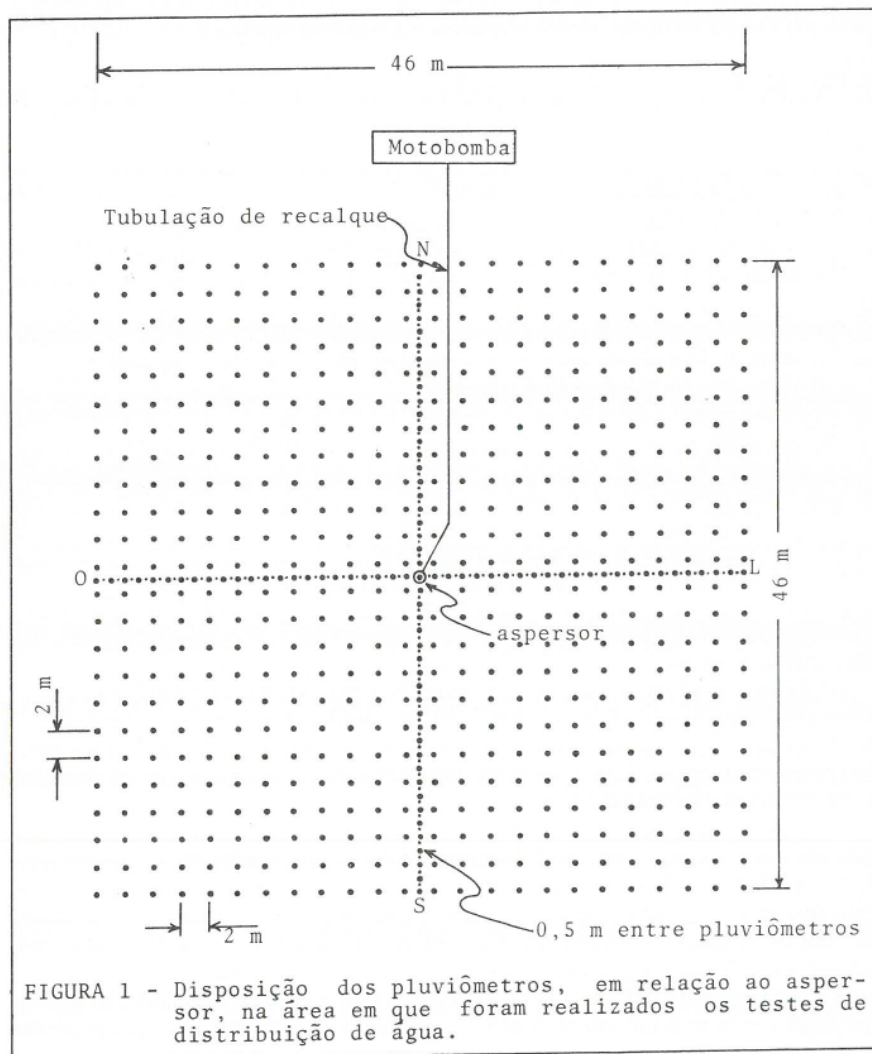 46 m
Motobomba
Tubulação de recalque
N
O
L
46 m
aspersor
2 m
S
2 m
0,5 m entre pluviômetros
FIGURA 1 - Disposição dos pluviômetros, em relação ao asper-
sor, na área em que foram realizados os testes de
distribuição de água.